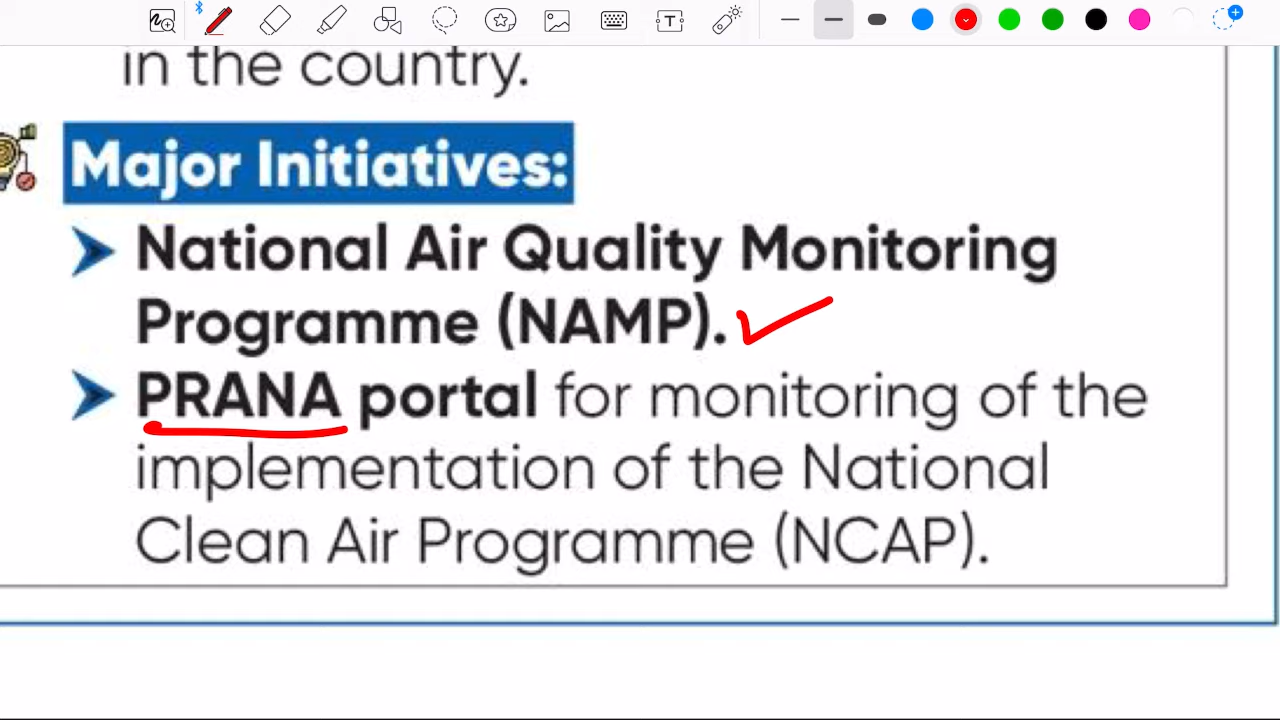 in the country.
Major Initiatives:
National Air Quality Monitoring
Programme (NAMP).
PRANA portal for monitoring of the
implementation of the National
Clean Air Programme (NCAP).